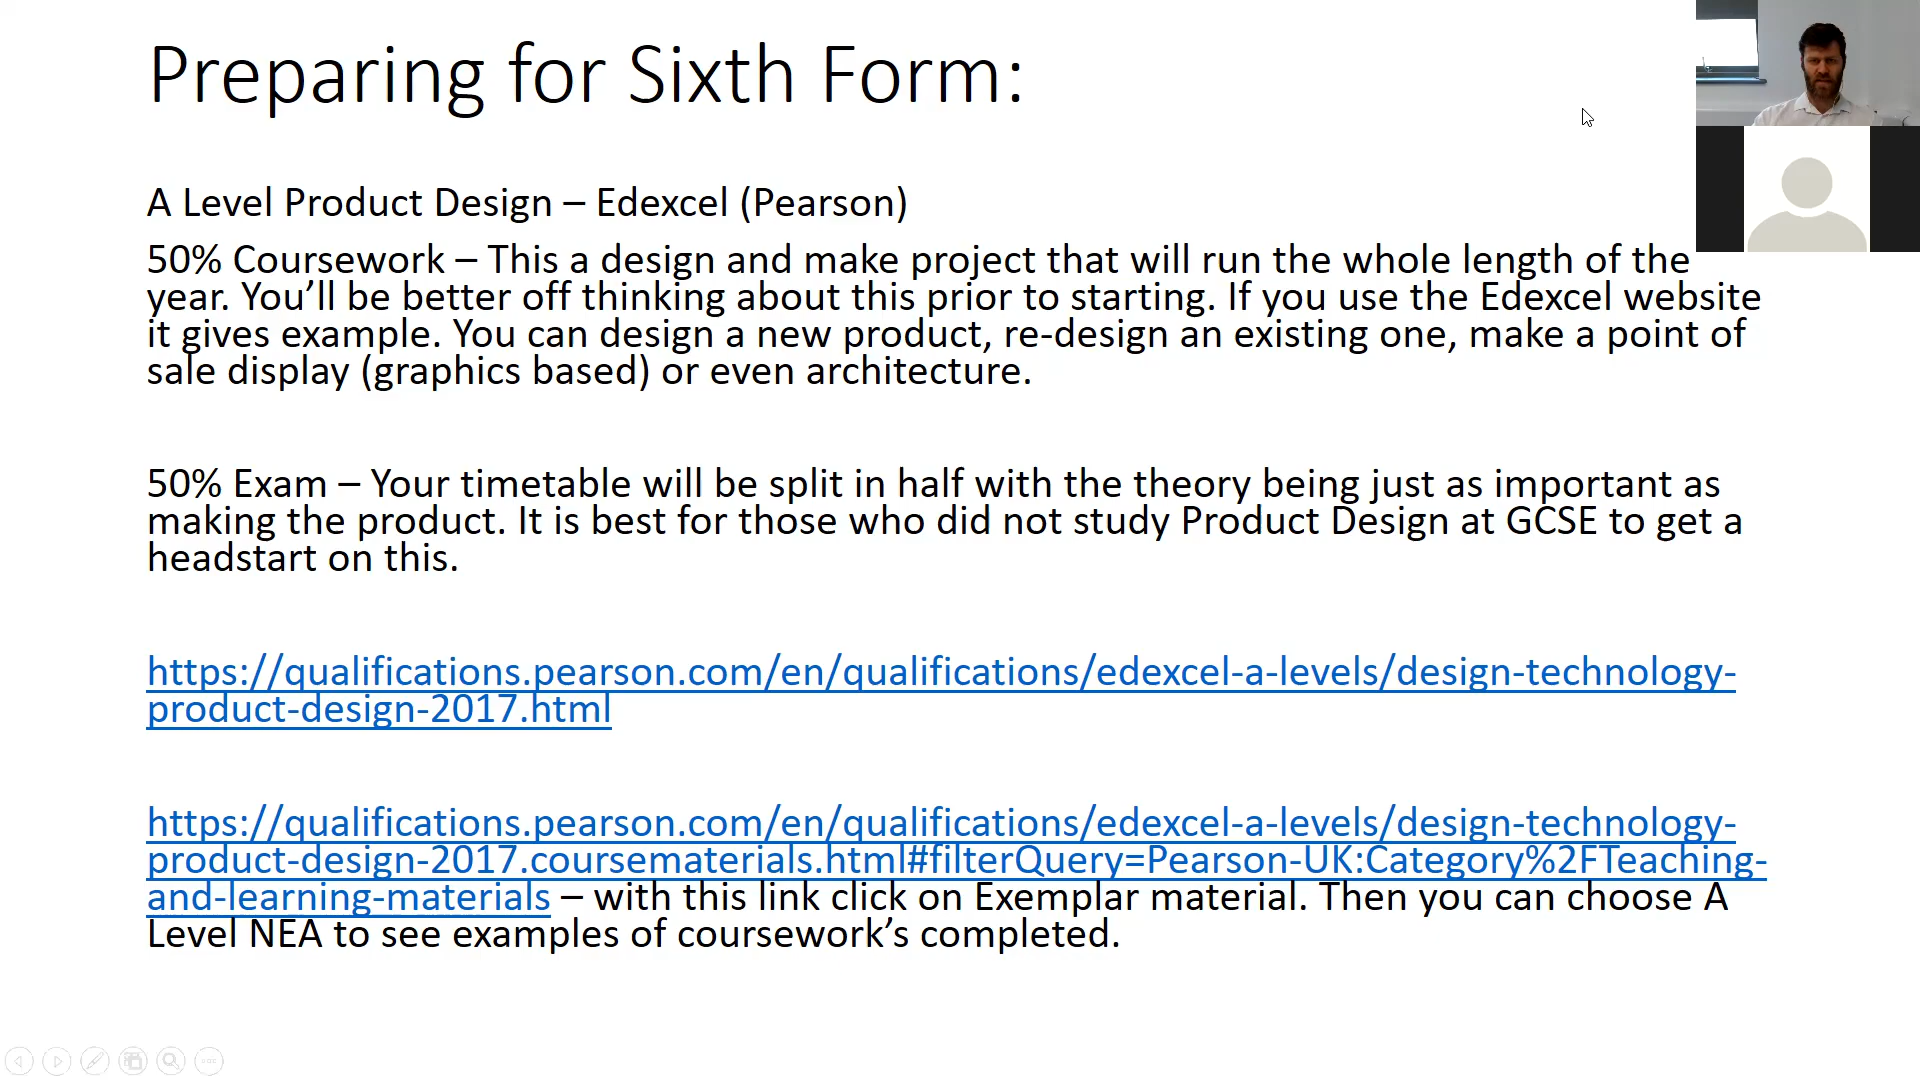 Preparing for Sixth Form:
A Level Product Design – Edexcel (Pearson)
50% Coursework – This a design and make project that will run the whole length of the
year. You’ll be better off thinking about this prior to starting. If you use the Edexcel website
it gives example. You can design a new product, re-design an existing one, make a point of
sale display (graphics based) or even architecture.
50% Exam – Your timetable will be split in half with the theory being just as important as
making the product. It is best for those who did not study Product Design at GCSE to get a
headstart on this.
https://qualifications.pearson.com/en/qualifications/edexcel-a-levels/design-technology-
product-design-2017.html
https://qualifications.pearson.com/en/qualifications/edexcel-a-levels/design-technology-
product-design-2017.coursematerials.html#filterQuery=Pearson-UK:Category%2FTeaching-
and-learning-materials – with this link click on Exemplar material. Then you can choose A
Level NEA to see examples of coursework’s completed.